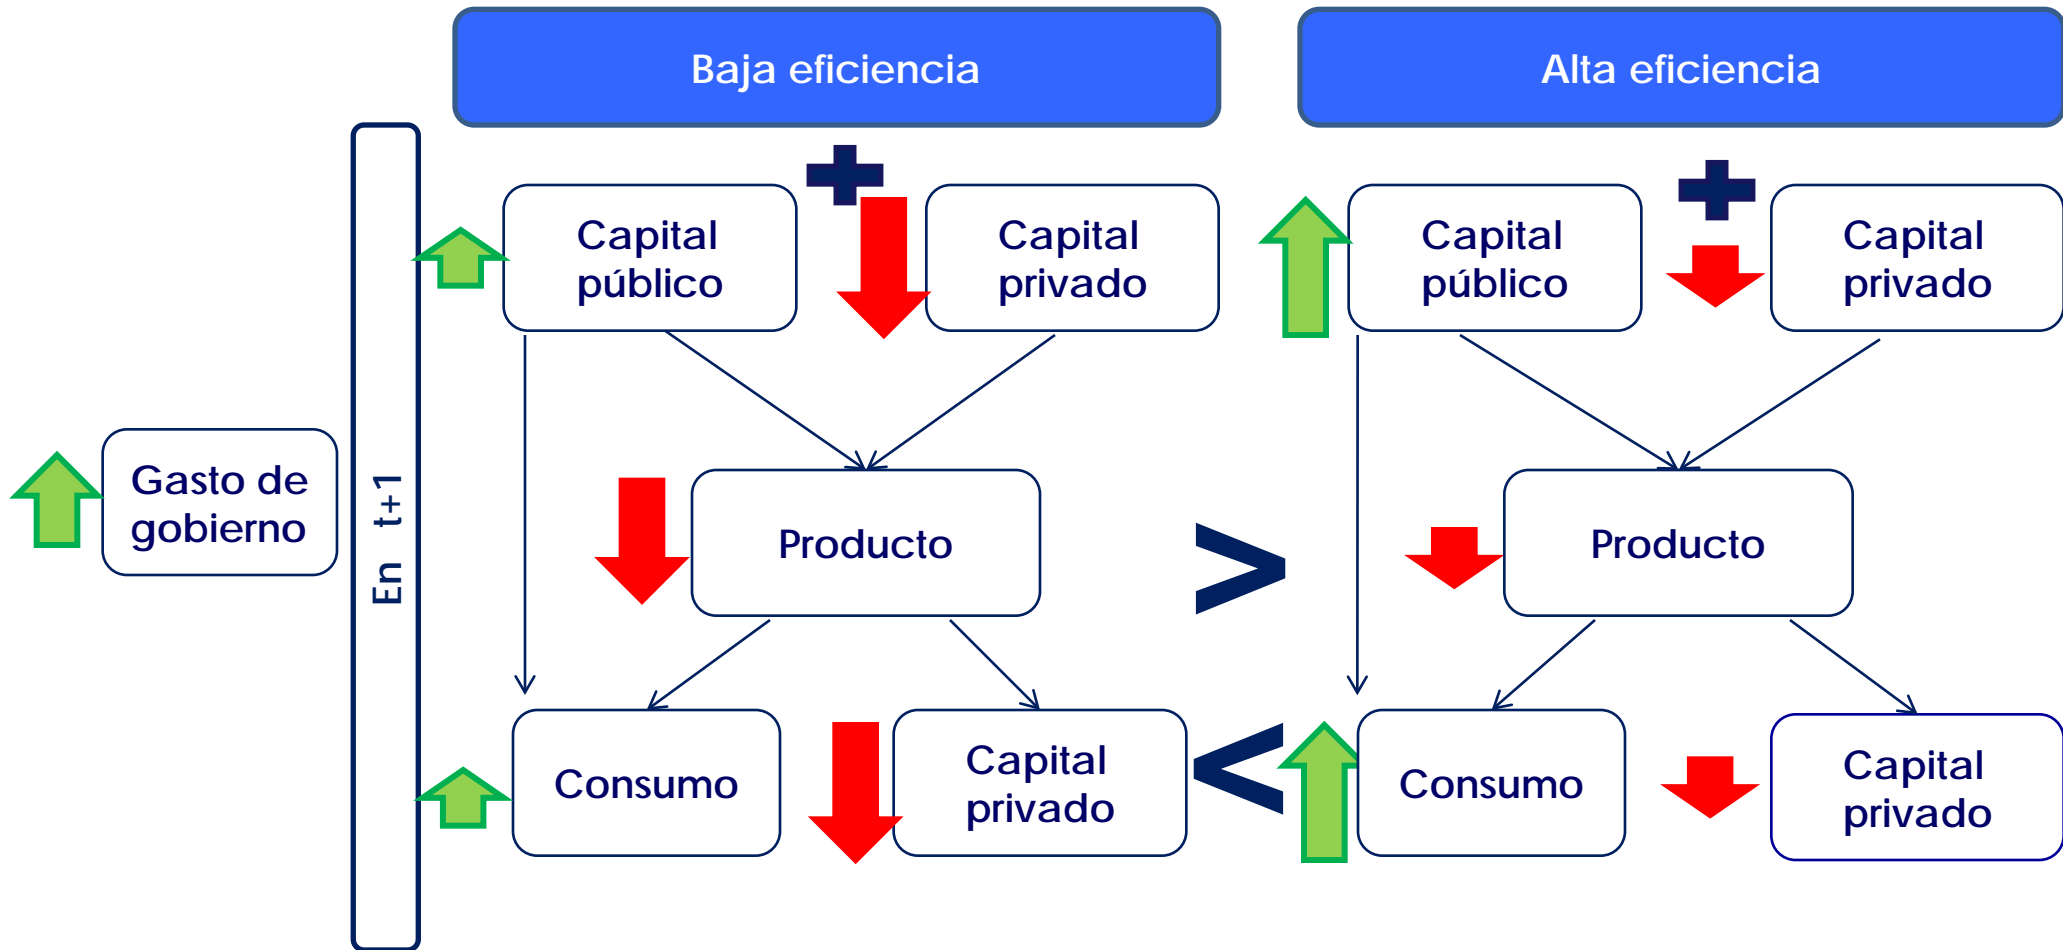 Baja eficiencia
Alta eficiencia
Gasto de
gobierno
En t+1
+
Capital
público
Capital
privado
Producto
Consumo
Capital
privado
>
<
+
Capital
público
Capital
privado
Producto
Consumo
Capital
privado